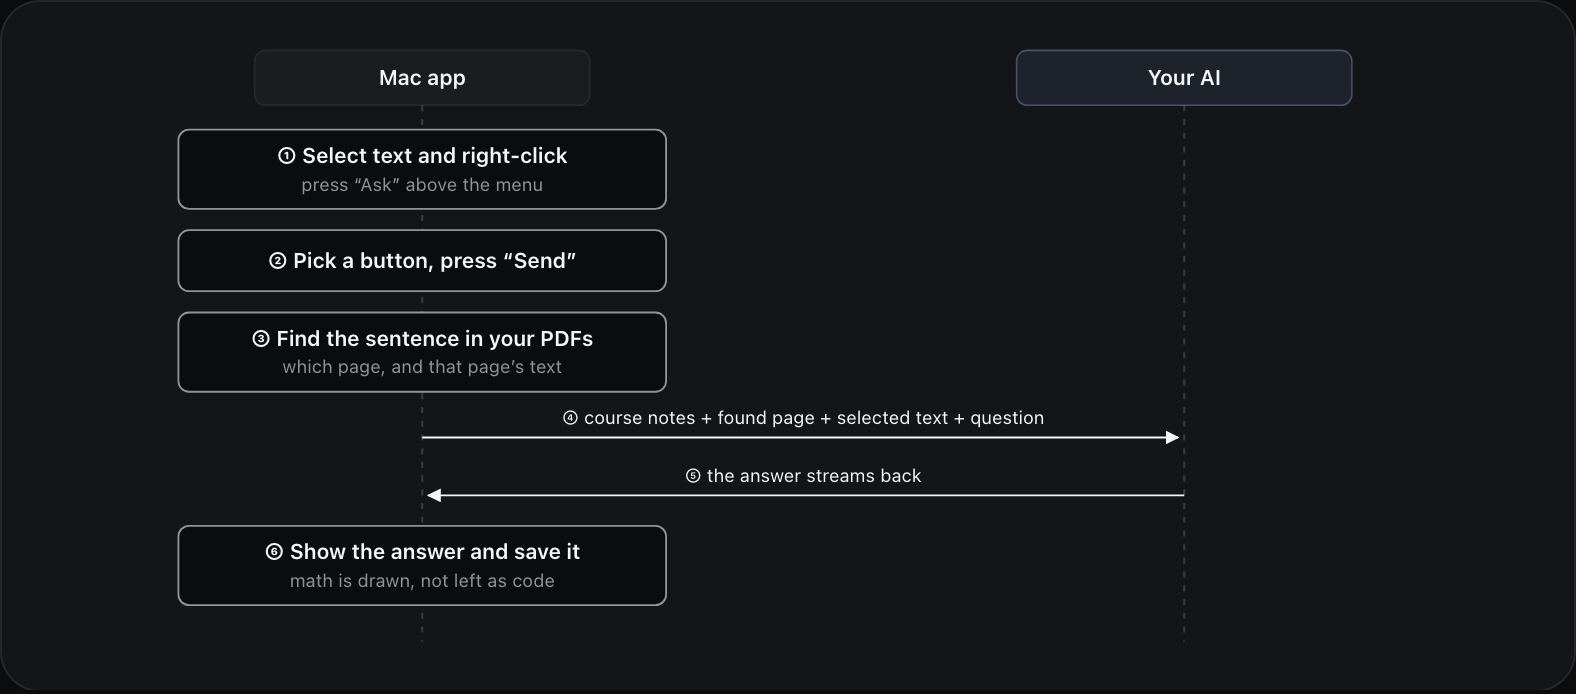 Mac app
Your AI
① Select text and right-click
press “Ask” above the menu
② Pick a button, press “Send”
③ Find the sentence in your PDFs
which page, and that page’s text
④ course notes + found page + selected text + question
⑤ the answer streams back
⑥ Show the answer and save it
math is drawn, not left as code